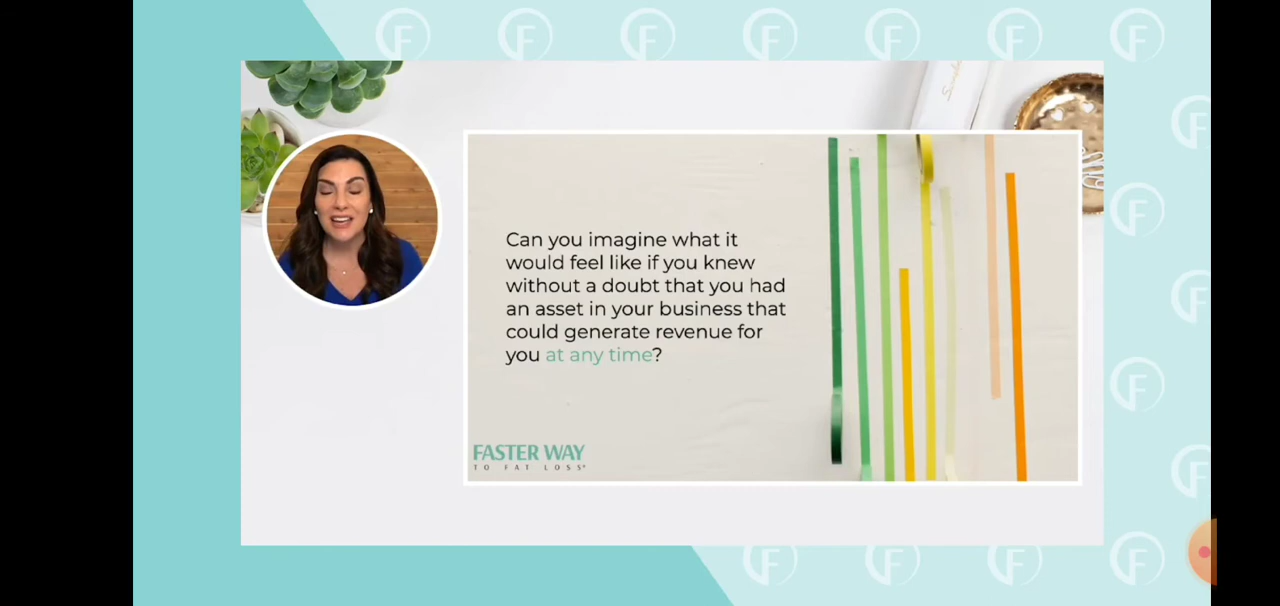 Can you imagine what it
would feel like if you knew
without a doubt that you had
an asset in your business that
could generate revenue for
you at any time?
FASTER WAY
TO FAT LOSS®